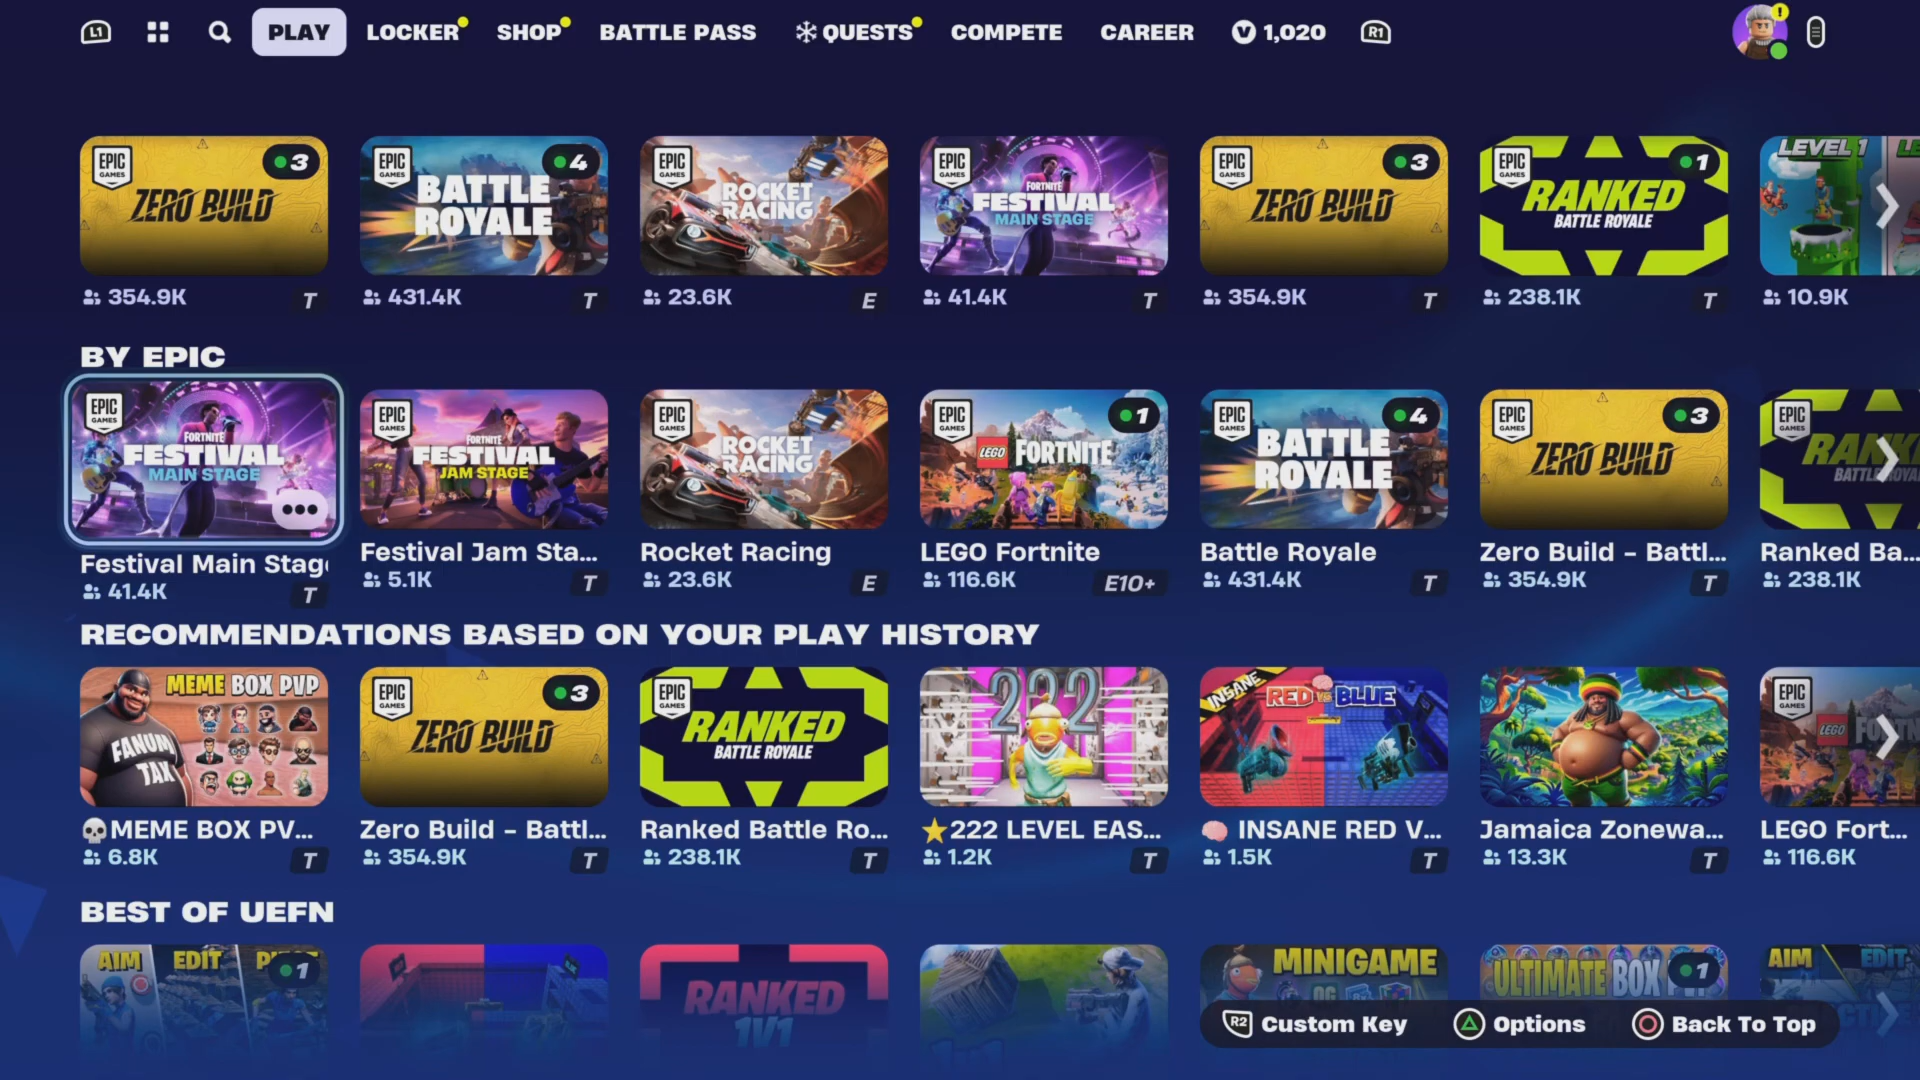 L1 PLAY LOCKER SHOP BATTLE PASS QUESTS COMPETE CAREER V 1,020 R1 !
EPIC GAMES 3 ZERO BUILD
EPIC GAMES 4 BATTLE ROYALE
EPIC GAMES ROCKET RACING
EPIC GAMES FORTNITE FESTIVAL MAIN STAGE
EPIC GAMES 3 ZERO BUILD
EPIC GAMES 1 RANKED BATTLE ROYALE
LEVEL 1 LE
354.9K T 431.4K T 23.6K E 41.4K T 354.9K T 238.1K T 10.9K
BY EPIC
EPIC GAMES FORTNITE FESTIVAL MAIN STAGE
EPIC GAMES FORTNITE FESTIVAL JAM STAGE
EPIC GAMES ROCKET RACING
EPIC GAMES 1 LEGO FORTNITE
EPIC GAMES 4 BATTLE ROYALE
EPIC GAMES 3 ZERO BUILD
EPIC GAMES
Festival Main Stag Festival Jam Sta... Rocket Racing LEGO Fortnite Battle Royale Zero Build - Battl... Ranked Ba...
41.4K T 5.1K T 23.6K E 116.6K E10+ 431.4K T 354.9K T 238.1K
RECOMMENDATIONS BASED ON YOUR PLAY HISTORY
MEME BOX PVP FANUM TAX
EPIC GAMES 3 ZERO BUILD
EPIC GAMES RANKED BATTLE ROYALE
222
INSANE RED VS BLUE
EPIC GAMES LEGO
💀MEME BOX PV... Zero Build - Battl... Ranked Battle Ro... ⭐222 LEVEL EAS... 🧠 INSANE RED V... Jamaica Zonewa... LEGO Fort...
6.8K T 354.9K T 238.1K T 1.2K T 1.5K T 13.3K T 116.6K
BEST OF UEFN
AIM EDIT 1
RANKED 1V1
1v1
MINIGAME
ULTIMATE BOX 1
AIM EDIT
R2 Custom Key Options Back To Top